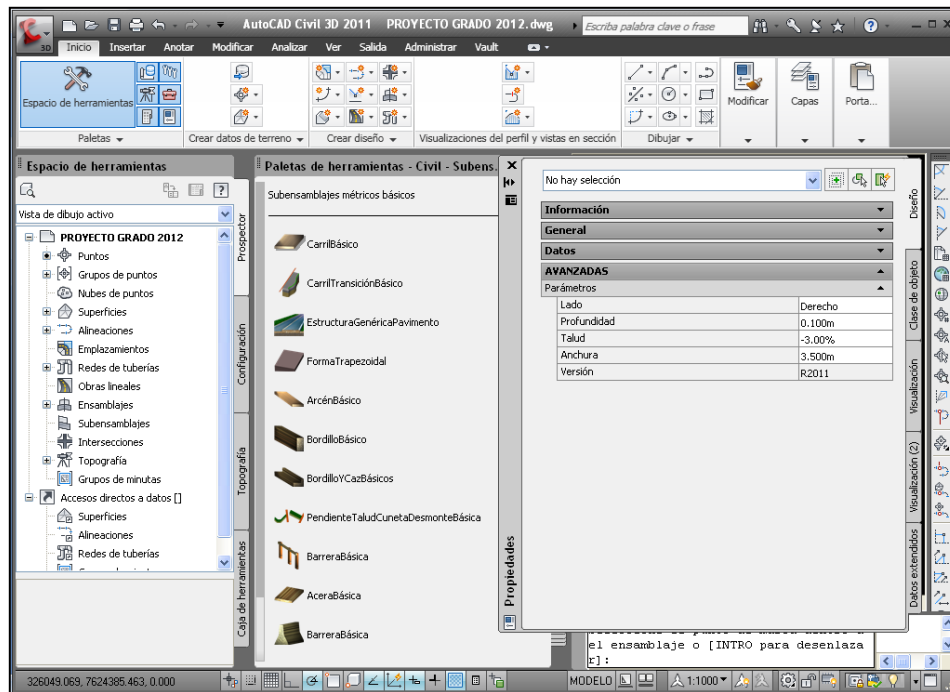 AutoCAD Civil 3D 2011 PROYECTO GRADO 2012.dwg Escriba palabra clave o frase
3D Inicio Insertar Anotar Modificar Analizar Ver Salida Administrar Vault
Espacio de herramientas
Modificar Capas Porta...
Paletas Crear datos de terreno Crear diseño Visualizaciones del perfil y vistas en sección Dibujar
Espacio de herramientas
Vista de dibujo activo
PROYECTO GRADO 2012
Puntos
Grupos de puntos
Nubes de puntos
Superficies
Alineaciones
Emplazamientos
Redes de tuberías
Obras lineales
Ensamblajes
Subensamblajes
Intersecciones
Topografía
Grupos de minutas
Accesos directos a datos []
Superficies
Alineaciones
Redes de tuberías
Prospector
Configuración
Topografía
Caja de herramientas
Paletas de herramientas - Civil - Subens.
Subensamblajes métricos básicos
CarrilBásico
CarrilTransiciónBásico
EstructuraGenéricaPavimento
FormaTrapezoidal
ArcénBásico
BordilloBásico
BordilloYCazBásicos
PendienteTaludCunetaDesmonteBásica
BarreraBásica
AceraBásica
BarreraBásica
Propiedades
No hay selección
Información
General
Datos
AVANZADAS
Parámetros
Lado Derecho
Profundidad 0.100m
Talud -3.00%
Anchura 3.500m
Versión R2011
Diseño
Clase de objeto
Visualización
Visualización (2)
Datos extendidos
el ensamblaje o [INTRO para desenlaza
r]:
326049.069, 7624385.463, 0.000 MODELO 1:1000